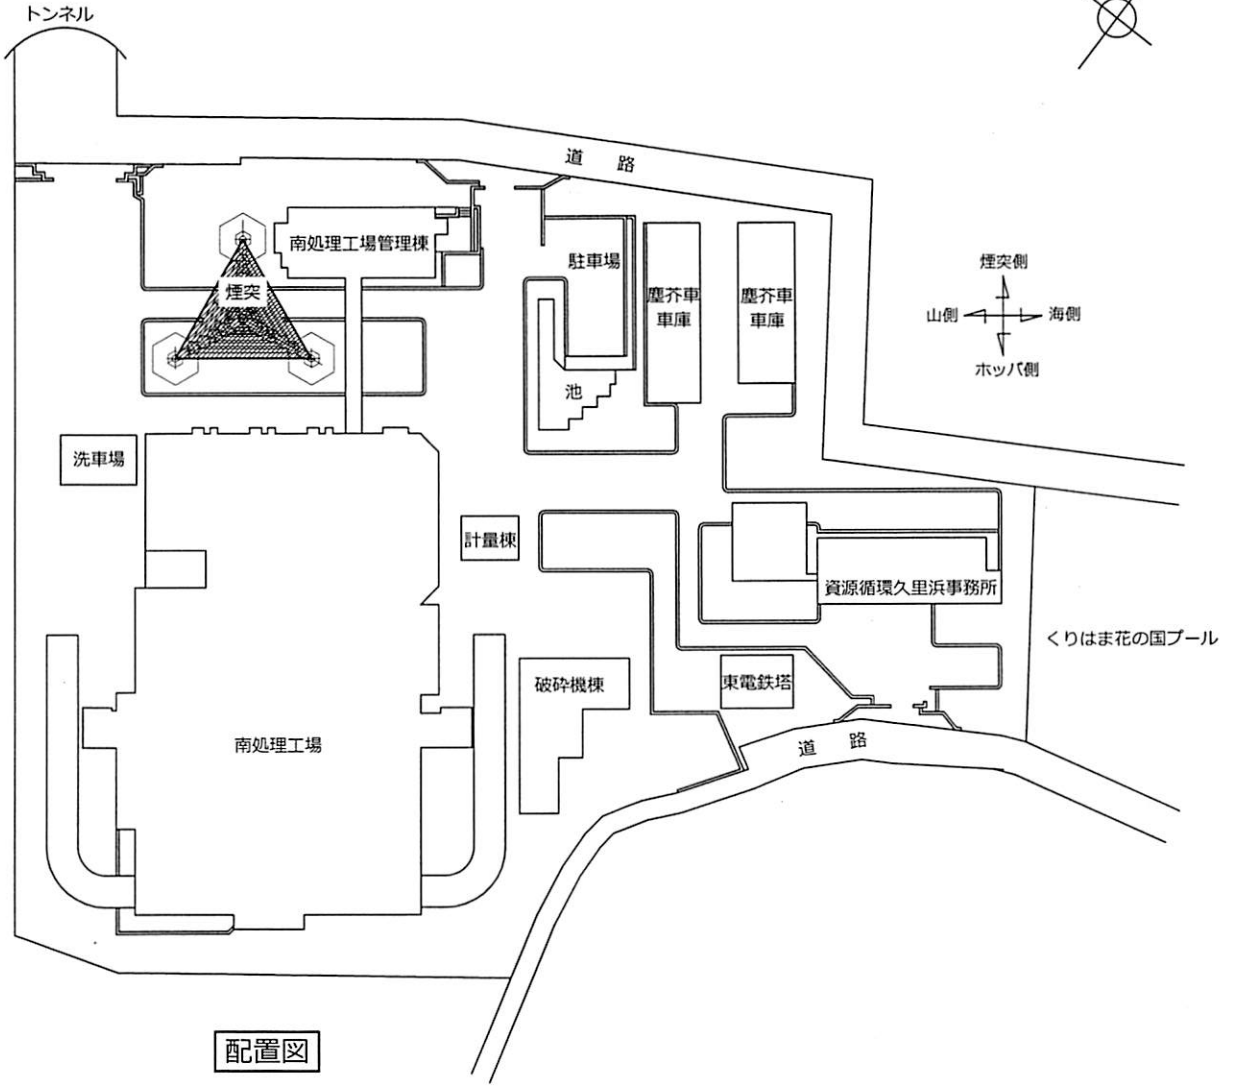 トンネル
道路
南処理工場管理棟
煙突
駐車場
塵芥車
車庫
塵芥車
車庫
煙突側
山側
海側
ホッパ側
池
洗車場
計量棟
資源循環久里浜事務所
くりはま花の国プール
破砕機棟
東電鉄塔
南処理工場
道路
配置図